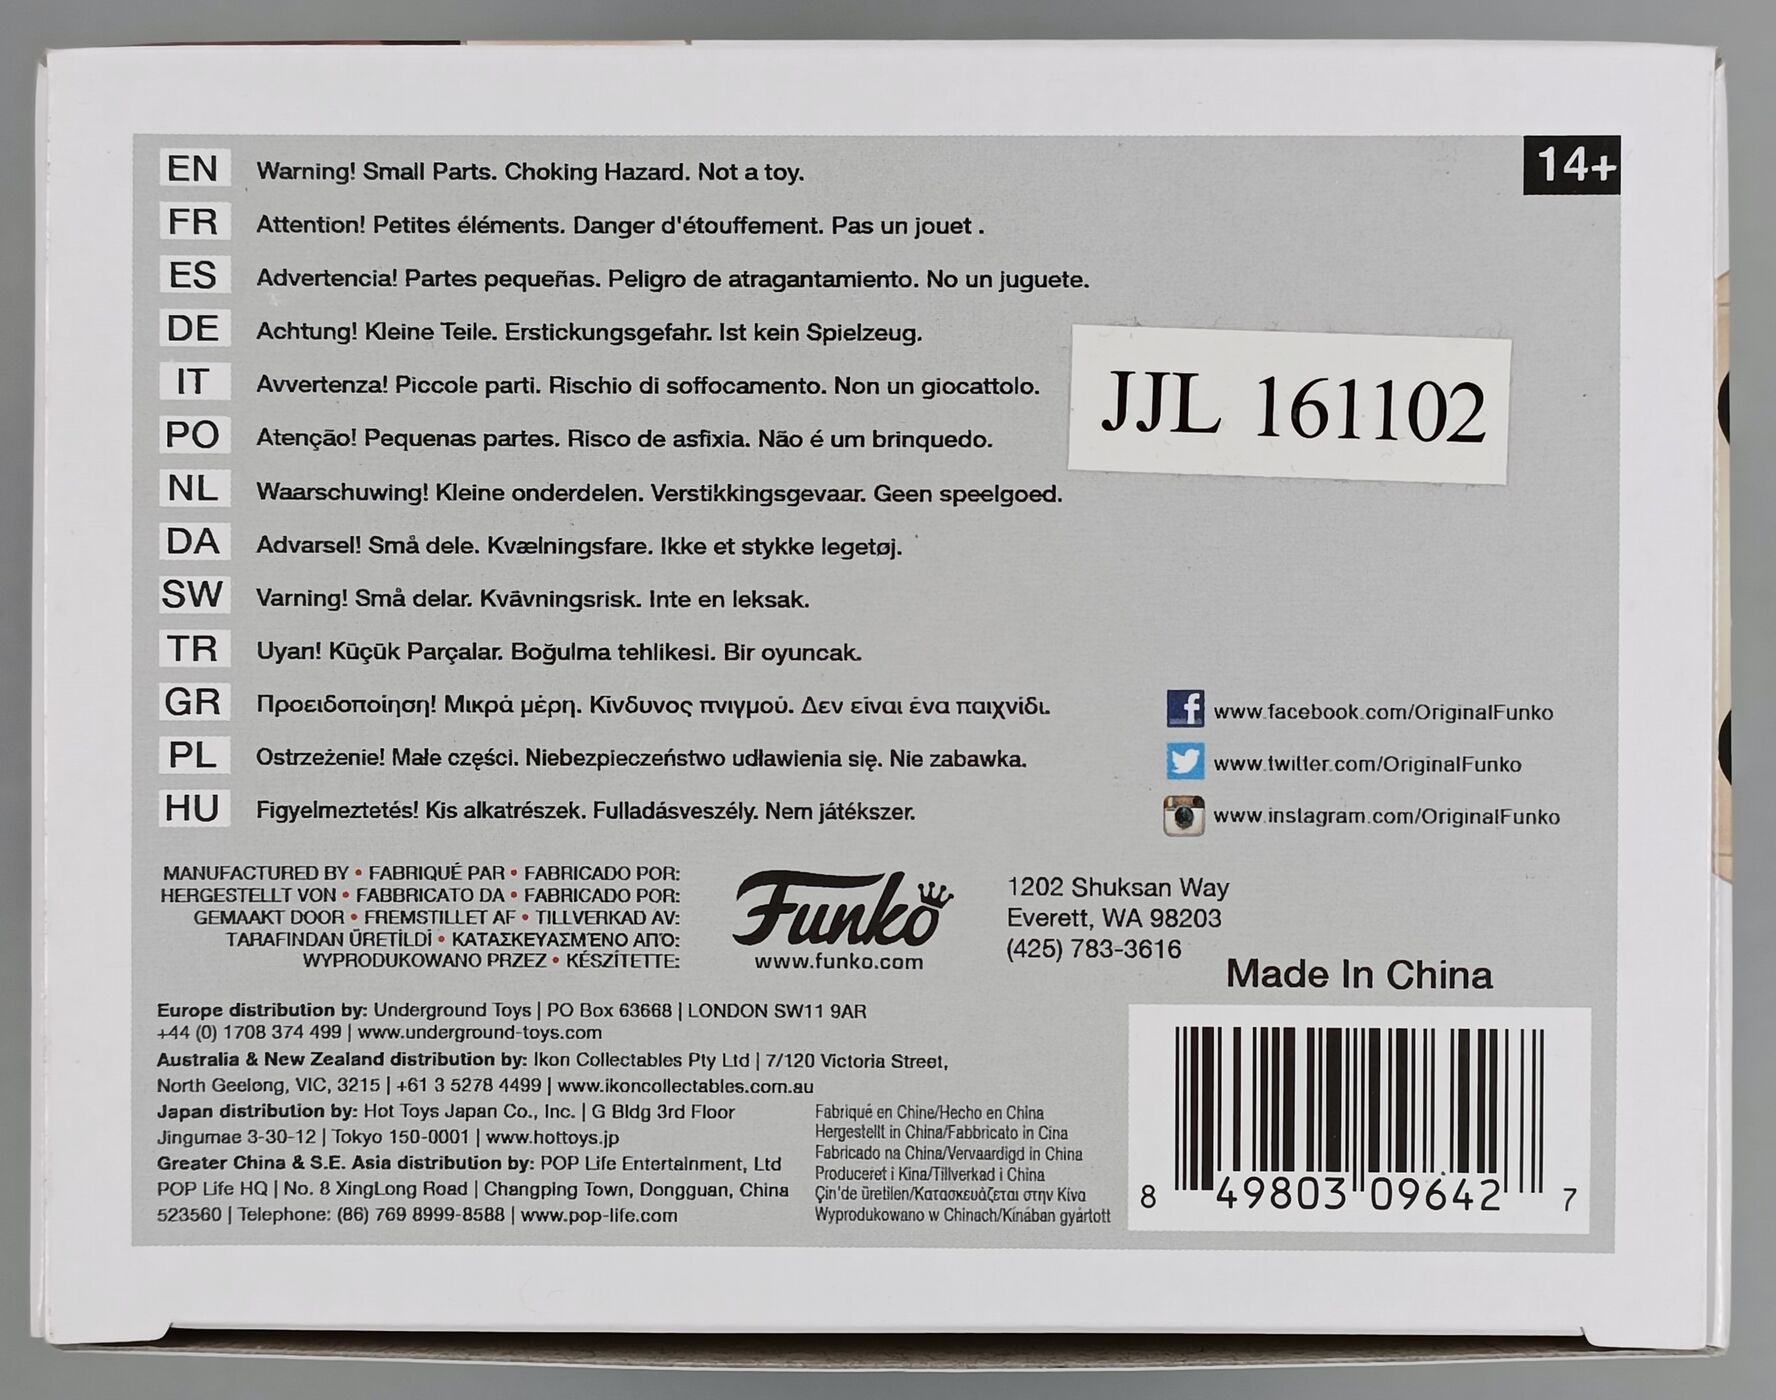 14+
EN Warning! Small Parts. Choking Hazard. Not a toy.
FR Attention! Petites éléments. Danger d'étouffement. Pas un jouet .
ES Advertencia! Partes pequeñas. Peligro de atragantamiento. No un juguete.
DE Achtung! Kleine Teile. Erstickungsgefahr. Ist kein Spielzeug.
IT Avvertenza! Piccole parti. Rischio di soffocamento. Non un giocattolo.
JJL 161102
PO Atenção! Pequenas partes. Risco de asfixia. Não é um brinquedo.
NL Waarschuwing! Kleine onderdelen. Verstikkingsgevaar. Geen speelgoed.
DA Advarsel! Små dele. Kvælningsfare. Ikke et stykke legetøj.
SW Varning! Små delar. Kvävningsrisk. Inte en leksak.
TR Uyan! Küçük Parçalar. Boğulma tehlikesi. Bir oyuncak.
GR Προειδοποίηση! Μικρά μέρη. Κίνδυνος πνιγμού. Δεν είναι ένα παιχνίδι.
PL Ostrzeżenie! Małe części. Niebezpieczeństwo udławienia się. Nie zabawka.
HU Figyelmeztetés! Kis alkatrészek. Fulladásveszély. Nem játékszer.
f www.facebook.com/OriginalFunko
www.twitter.com/OriginalFunko
www.instagram.com/OriginalFunko
MANUFACTURED BY • FABRIQUÉ PAR • FABRICADO POR:
HERGESTELLT VON • FABBRICATO DA • FABRICADO POR:
GEMAAKT DOOR • FREMSTILLET AF • TILLVERKAD AV:
TARAFINDAN ÜRETİLDİ • ΚΑΤΑΣΚΕΥΑΣΜΈΝΟ ΑΠΌ:
WYPRODUKOWANO PRZEZ • KÉSZÍTETTE:
Funko
www.funko.com
1202 Shuksan Way
Everett, WA 98203
(425) 783-3616
Made In China
Europe distribution by: Underground Toys | PO Box 63668 | LONDON SW11 9AR
+44 (0) 1708 374 499 | www.underground-toys.com
Australia & New Zealand distribution by: Ikon Collectables Pty Ltd | 7/120 Victoria Street,
North Geelong, VIC, 3215 | +61 3 5278 4499 | www.ikoncollectables.com.au
Japan distribution by: Hot Toys Japan Co., Inc. | G Bldg 3rd Floor
Jingumae 3-30-12 | Tokyo 150-0001 | www.hottoys.jp
Greater China & S.E. Asia distribution by: POP Life Entertainment, Ltd
POP Life HQ | No. 8 XingLong Road | Changping Town, Dongguan, China
523560 | Telephone: (86) 769 8999-8588 | www.pop-life.com
Fabriqué en Chine/Hecho en China
Hergestellt in China/Fabbricato in Cina
Fabricado na China/Vervaardigd in China
Produceret i Kina/Tillverkad i China
Çin'de üretilen/Κατασκευάζεται στην Κίνα
Wyprodukowano w Chinach/Kínában gyártott
8 49803 09642 7